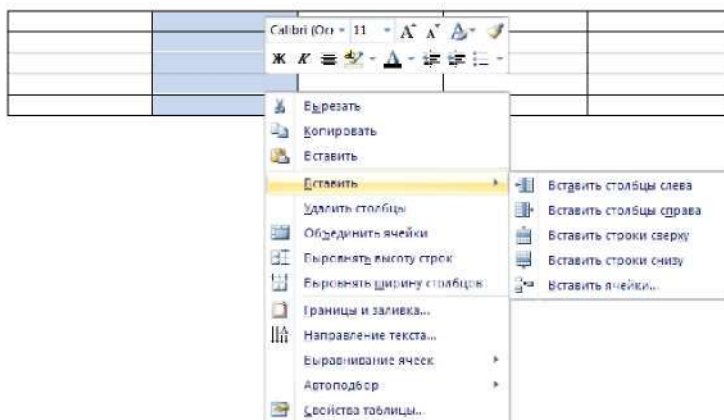 Calibri (Осн 11 А А А
Ж К
Вырезать
Копировать
Вставить
Вставить
Удалить столбцы
Объединить ячейки
Выровнять высоту строк
Выровнять ширину столбцов
Границы и заливка...
Направление текста...
Выравнивание ячеек
Автоподбор
Свойства таблицы...
Вставить столбцы слева
Вставить столбцы справа
Вставить строки сверху
Вставить строки снизу
Вставить ячейки...